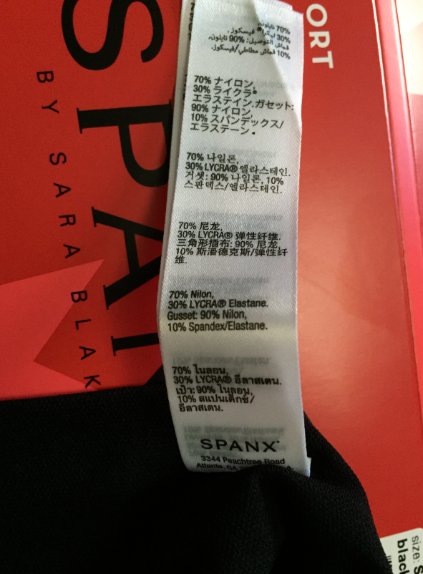 ORT
SPA
BY SARA BLAK
70% ナイロン
30% ライクラ®
エラステイン. ガセット:
90% ナイロン
10% スパンデックス/
エラステーン.
70% 나일론,
30% LYCRA® 엘라스테인.
거셋: 90% 나일론, 10%
스판덱스/엘라스테인.
70% 尼龙,
30% LYCRA® 弹性纤维.
三角形插布: 90% 尼龙,
10% 斯潘德克斯/弹性纤
维.
70% Nilon,
30% LYCRA® Elastane.
Gusset: 90% Nilon,
10% Spandex/Elastane.
70% ไนลอน,
30% LYCRA® อีลาสเตน.
เป้า: 90% ไนลอน,
10% สแปนเด็กซ์/
อีลาสเตน.
SPANX®
3344 Peachtree Road
Atlanta, GA
size: S
black